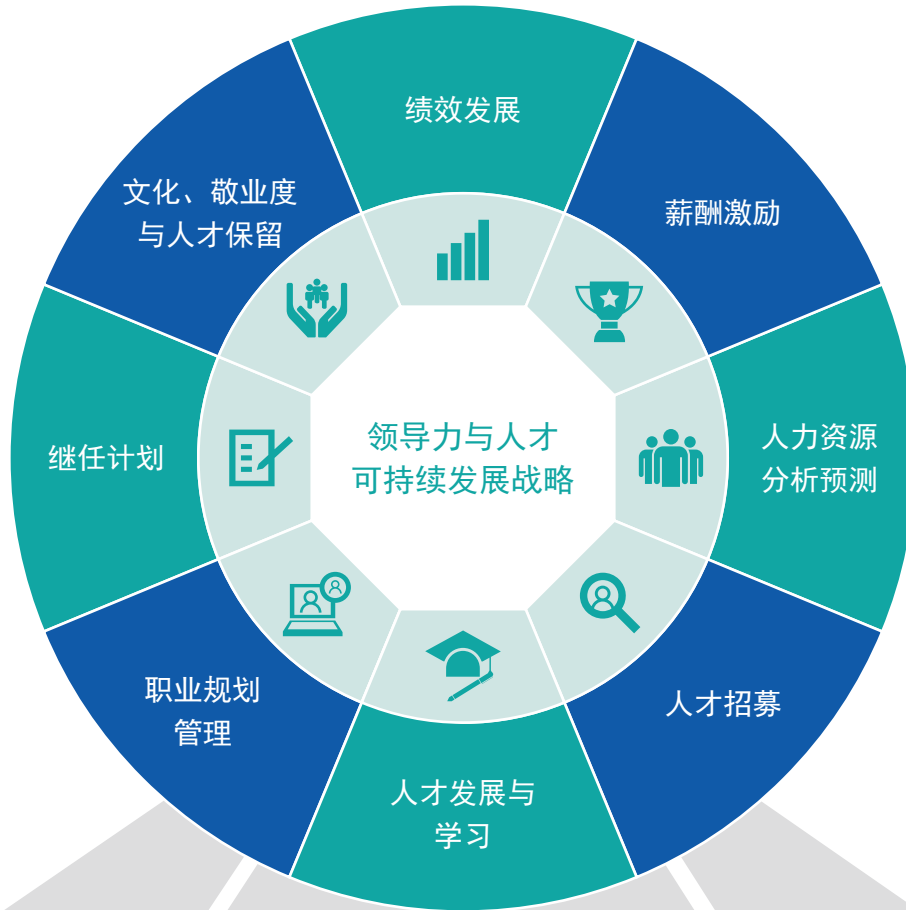 绩效发展
薪酬激励
人力资源
分析预测
人才招募
人才发展与
学习
职业规划
管理
继任计划
文化、敬业度
与人才保留
领导力与人才
可持续发展战略